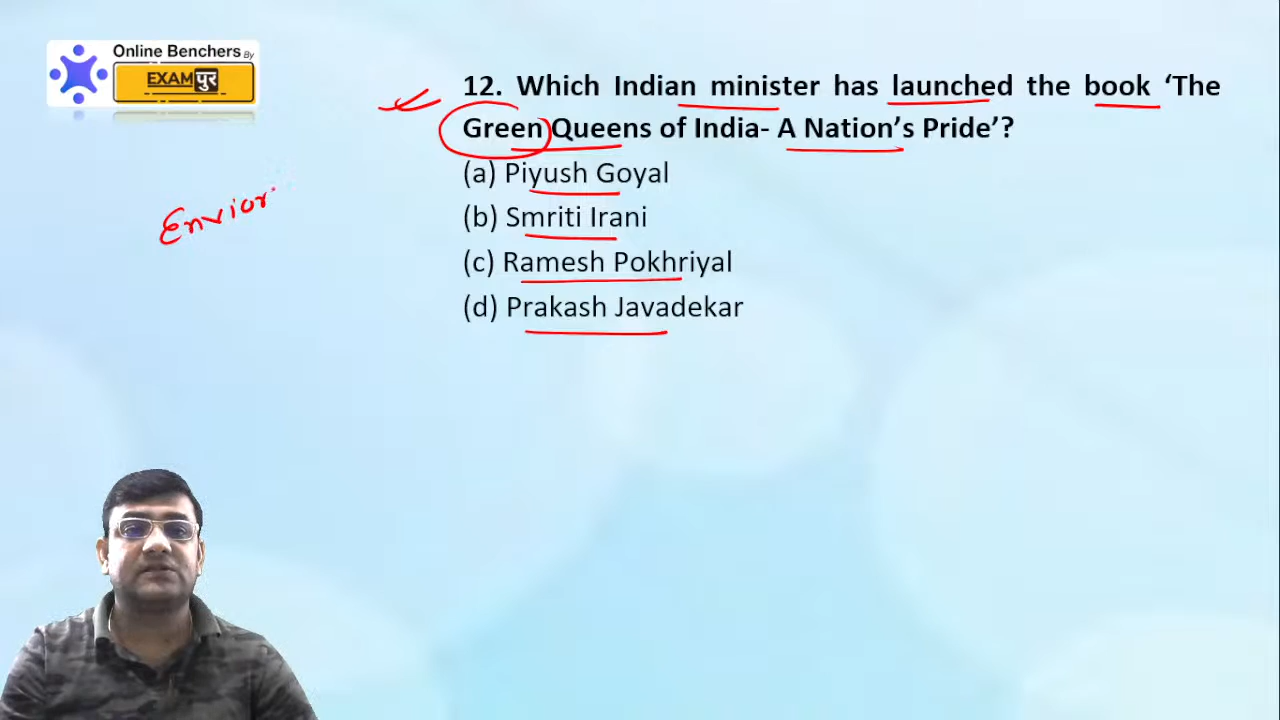 Online Benchers By
EXAMपुर
12. Which Indian minister has launched the book ‘The
Green Queens of India- A Nation’s Pride’?
(a) Piyush Goyal
(b) Smriti Irani
(c) Ramesh Pokhriyal
(d) Prakash Javadekar
Envior